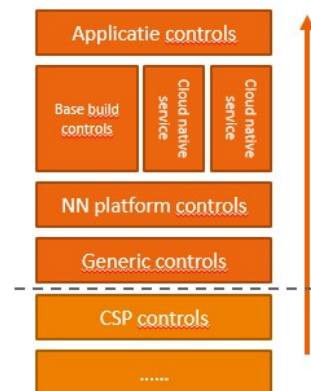 Applicatie controls
Base build
controls
Cloud native
service
Cloud native
service
NN platform controls
Generic controls
CSP controls
......